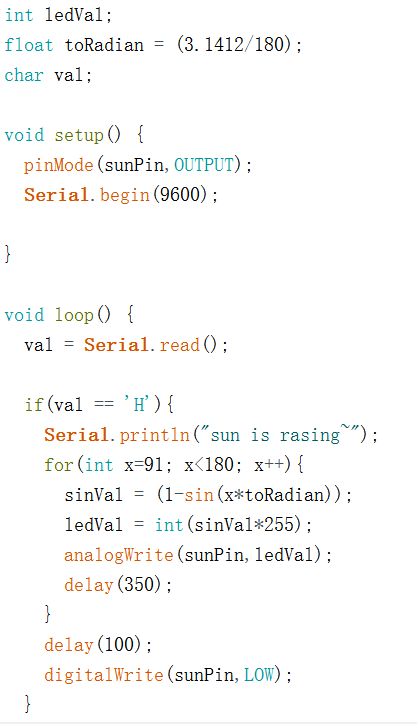 int ledVal;
float toRadian = (3.1412/180);
char val;
void setup() {
pinMode(sunPin,OUTPUT);
Serial.begin(9600);
}
void loop() {
val = Serial.read();
if(val == 'H'){
Serial.println("sun is rasing~");
for(int x=91; x<180; x++){
sinVal = (1-sin(x*toRadian));
ledVal = int(sinVal*255);
analogWrite(sunPin,ledVal);
delay(350);
}
delay(100);
digitalWrite(sunPin,LOW);
}